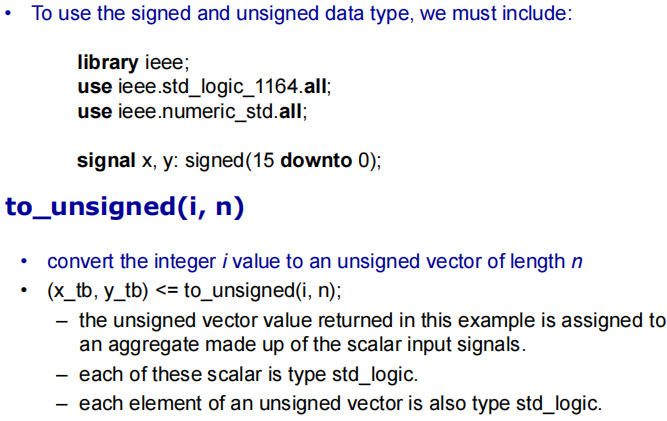 • To use the signed and unsigned data type, we must include:
library ieee;
use ieee.std_logic_1164.all;
use ieee.numeric_std.all;
signal x, y: signed(15 downto 0);
to_unsigned(i, n)
• convert the integer i value to an unsigned vector of length n
• (x_tb, y_tb) <= to_unsigned(i, n);
– the unsigned vector value returned in this example is assigned to
an aggregate made up of the scalar input signals.
– each of these scalar is type std_logic.
– each element of an unsigned vector is also type std_logic.